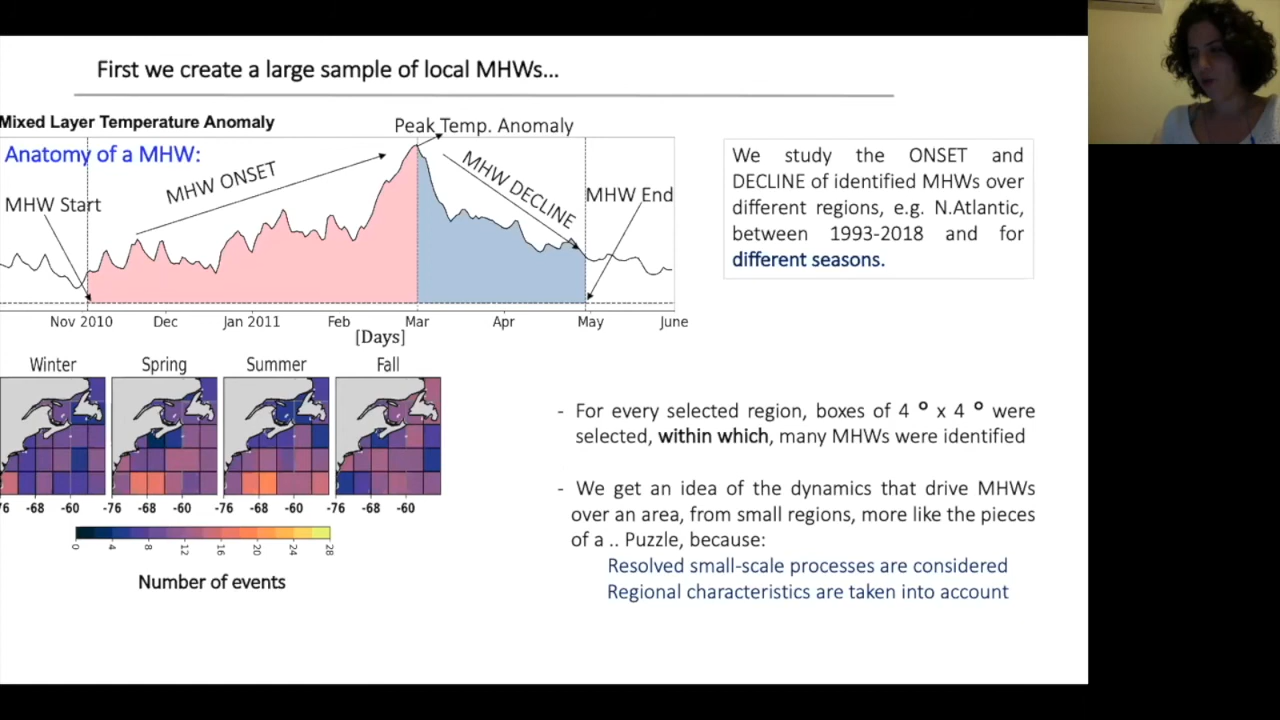 First we create a large sample of local MHWs...
Mixed Layer Temperature Anomaly
Peak Temp. Anomaly
Anatomy of a MHW:
MHW ONSET
MHW DECLINE
MHW Start
MHW End
Nov 2010 Dec Jan 2011 Feb Mar Apr May June
[Days]
We study the ONSET and
DECLINE of identified MHWs over
different regions, e.g. N.Atlantic,
between 1993-2018 and for
different seasons.
Winter Spring Summer Fall
76 -68 -60 -76 -68 -60 -76 -68 -60 -76 -68 -60
0 4 8 12 16 20 24 28
Number of events
- For every selected region, boxes of 4 º x 4 º were
selected, within which, many MHWs were identified
- We get an idea of the dynamics that drive MHWs
over an area, from small regions, more like the pieces
of a .. Puzzle, because:
Resolved small-scale processes are considered
Regional characteristics are taken into account